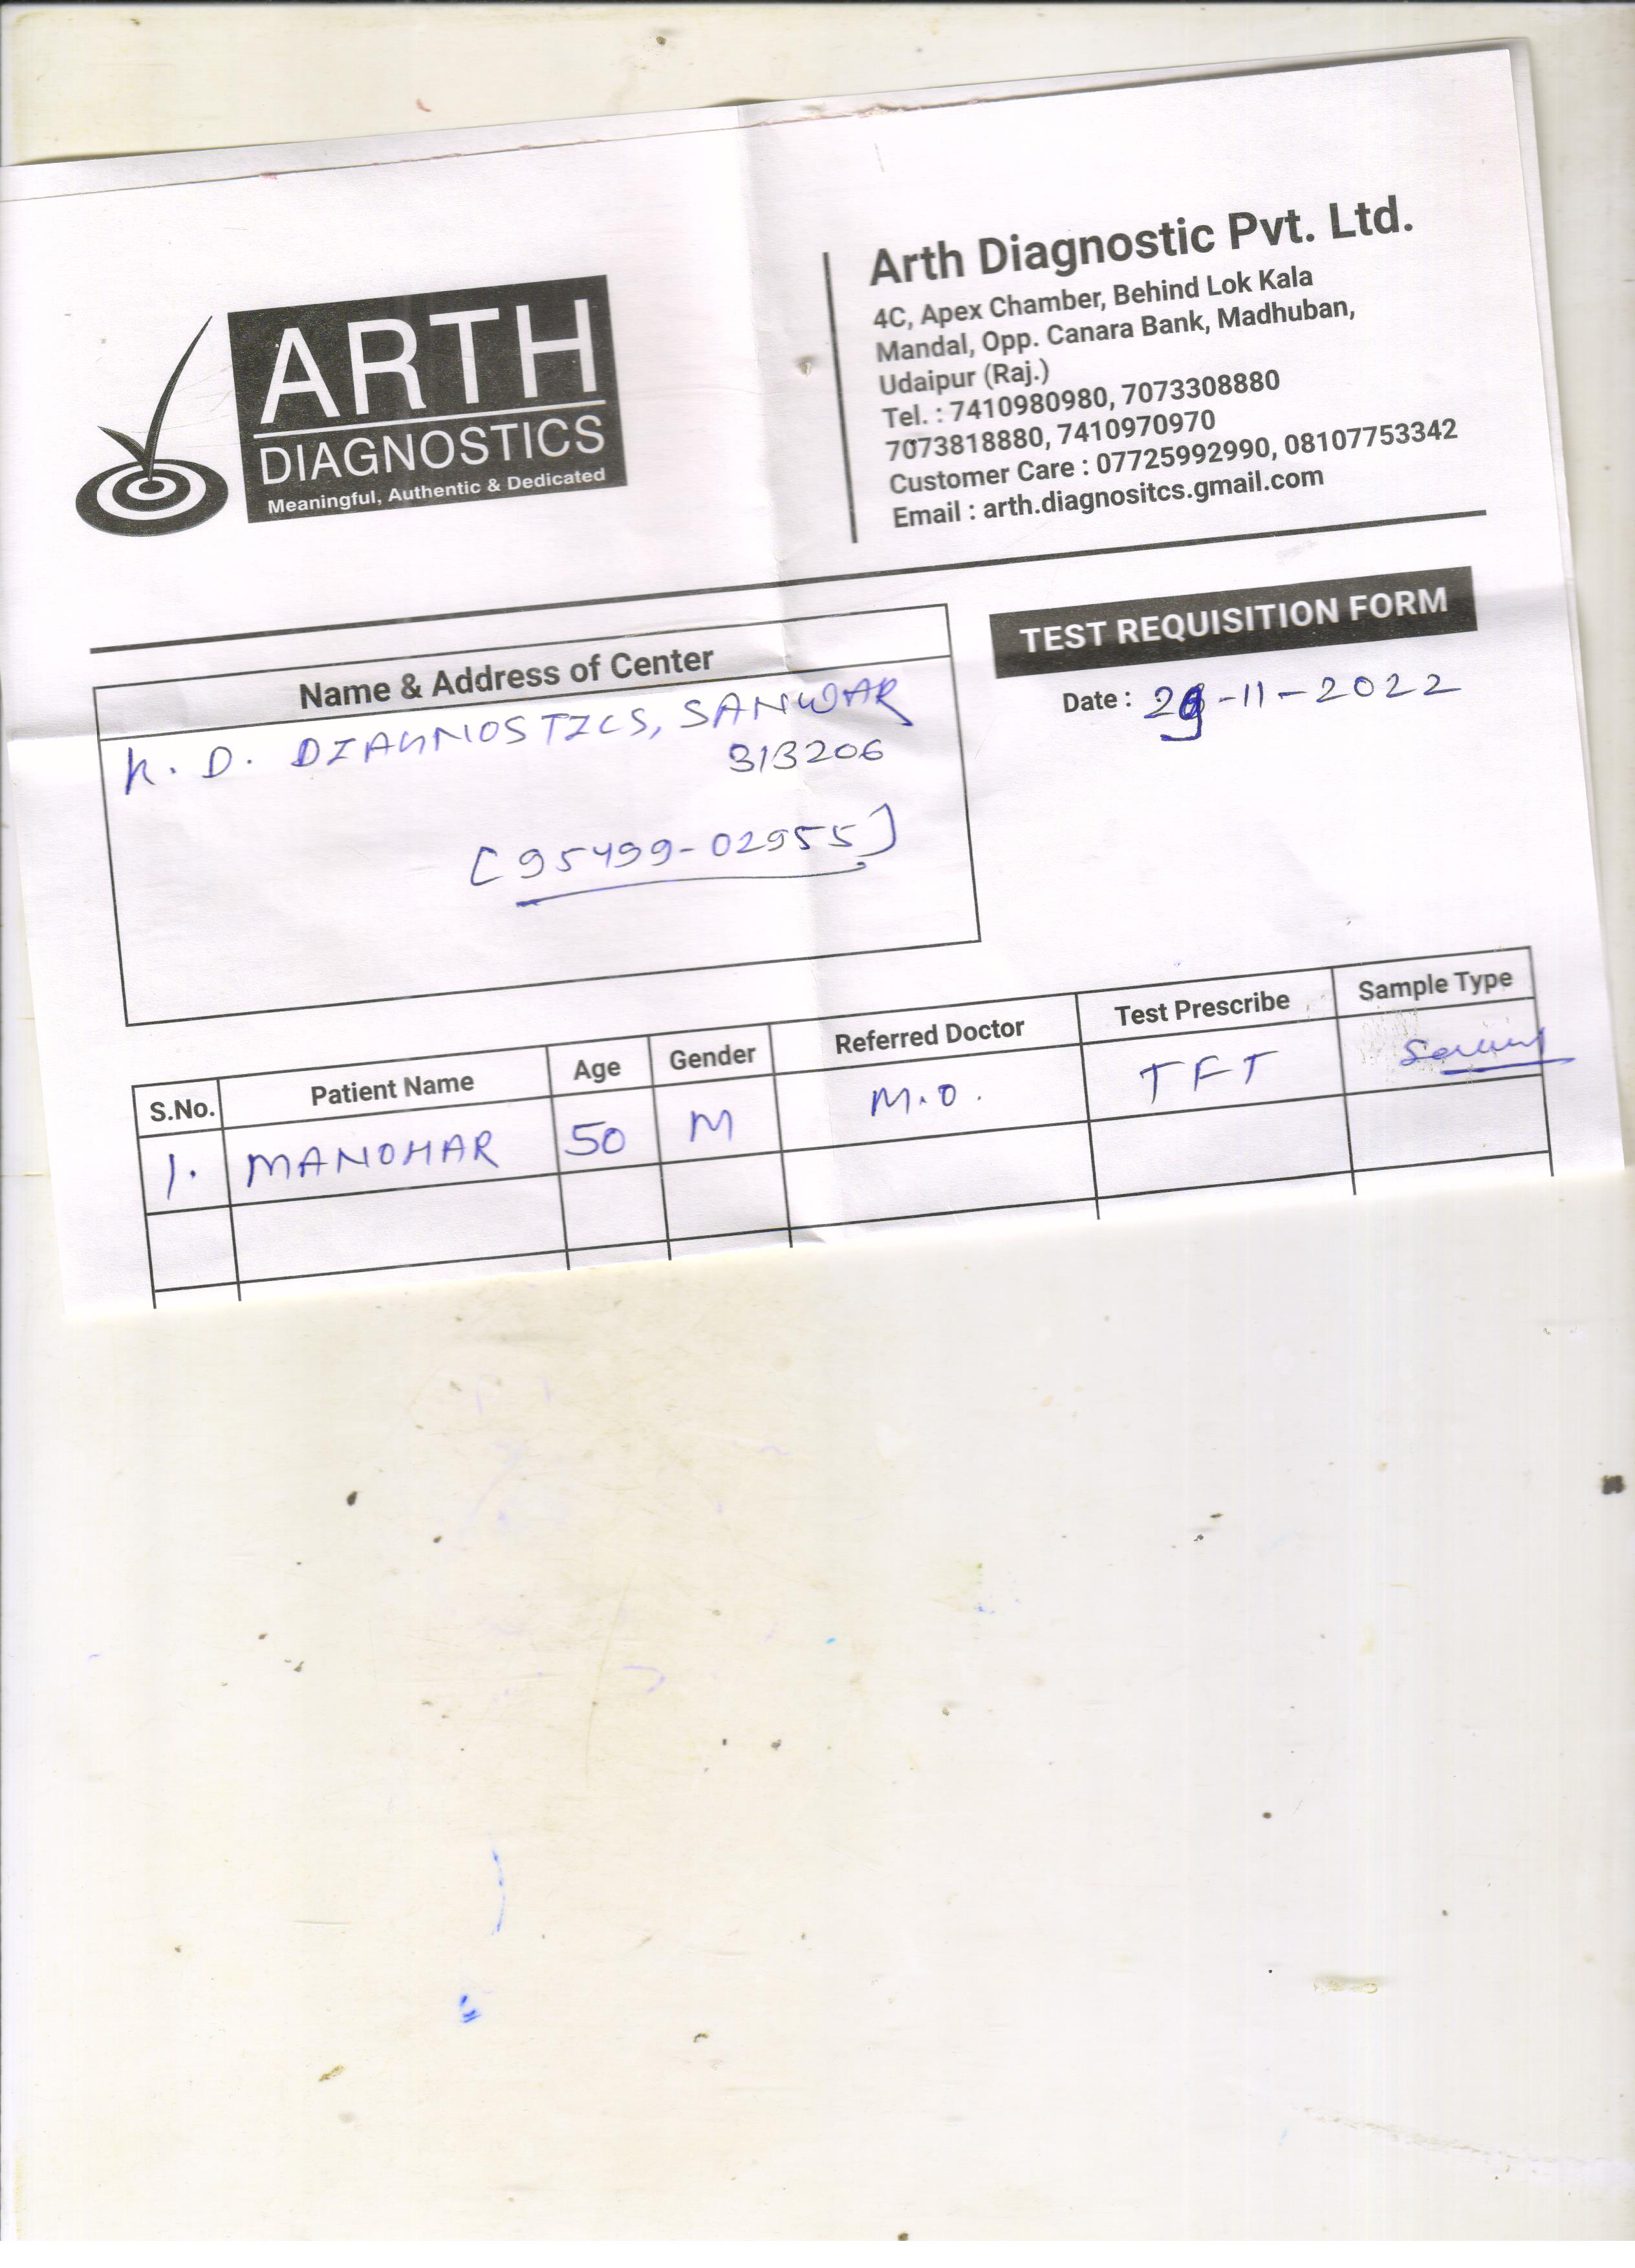 ARTH
DIAGNOSTICS
Meaningful, Authentic & Dedicated
Arth Diagnostic Pvt. Ltd.
4C, Apex Chamber, Behind Lok Kala
Mandal, Opp. Canara Bank, Madhuban,
Udaipur (Raj.)
Tel. : 7410980980, 7073308880
7073818880, 7410970970
Customer Care : 07725992990, 08107753342
Email : arth.diagnositcs.gmail.com
Name & Address of Center
K. D. DIAGNOSTICS, SANWAR
313206
[95499-02955]
TEST REQUISITION FORM
Date : 29-11-2022
S.No. Patient Name Age Gender Referred Doctor Test Prescribe Sample Type
1. MANOHAR 50 M M.O. TFT Serum